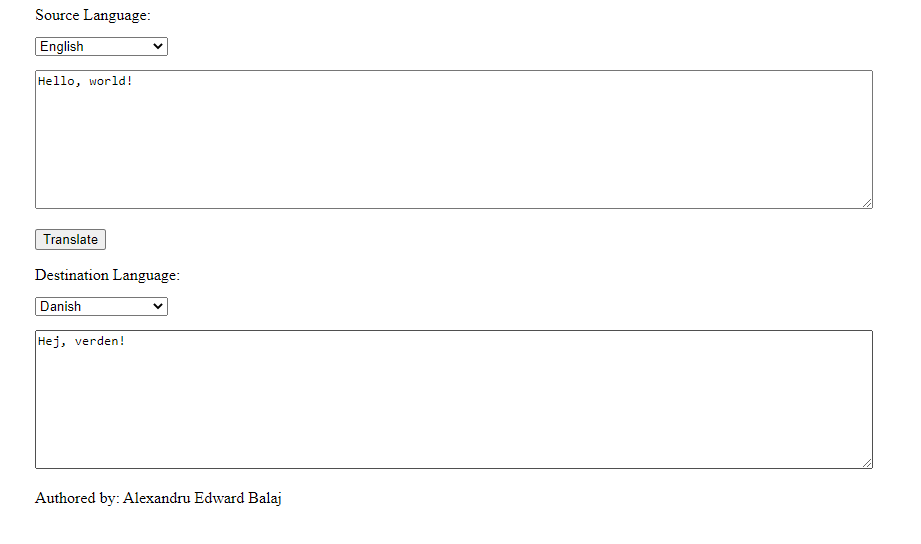 Source Language:
English
Hello, world!
Translate
Destination Language:
Danish
Hej, verden!
Authored by: Alexandru Edward Balaj